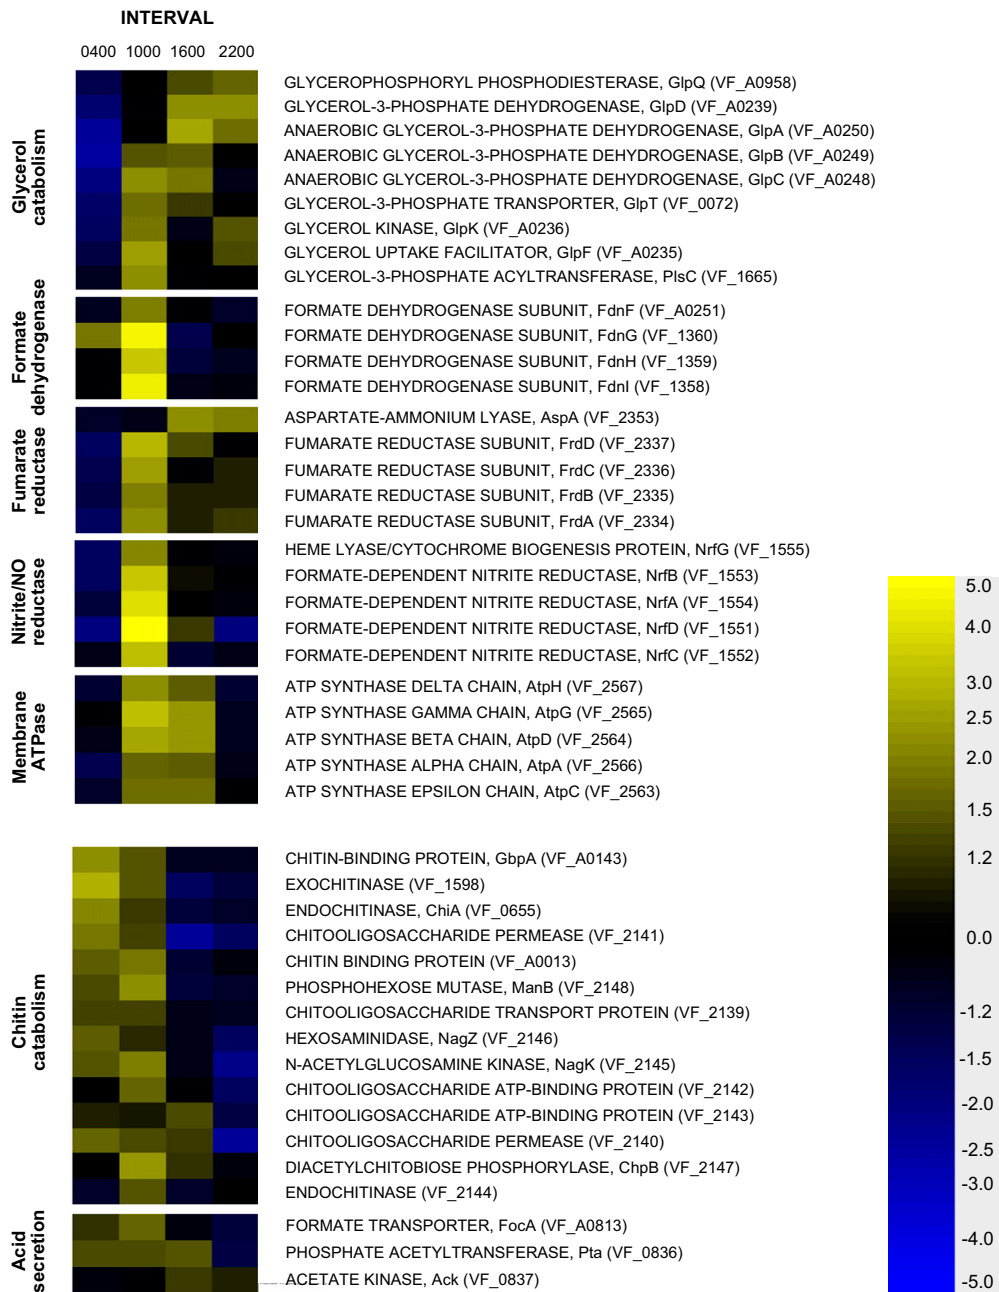 INTERVAL
0400 1000 1600 2200
Glycerol
catabolism
GLYCEROPHOSPHORYL PHOSPHODIESTERASE, GlpQ (VF_A0958)
GLYCEROL-3-PHOSPHATE DEHYDROGENASE, GlpD (VF_A0239)
ANAEROBIC GLYCEROL-3-PHOSPHATE DEHYDROGENASE, GlpA (VF_A0250)
ANAEROBIC GLYCEROL-3-PHOSPHATE DEHYDROGENASE, GlpB (VF_A0249)
ANAEROBIC GLYCEROL-3-PHOSPHATE DEHYDROGENASE, GlpC (VF_A0248)
GLYCEROL-3-PHOSPHATE TRANSPORTER, GlpT (VF_0072)
GLYCEROL KINASE, GlpK (VF_A0236)
GLYCEROL UPTAKE FACILITATOR, GlpF (VF_A0235)
GLYCEROL-3-PHOSPHATE ACYLTRANSFERASE, PlsC (VF_1665)
Formate
dehydrogenase
FORMATE DEHYDROGENASE SUBUNIT, FdnF (VF_A0251)
FORMATE DEHYDROGENASE SUBUNIT, FdnG (VF_1360)
FORMATE DEHYDROGENASE SUBUNIT, FdnH (VF_1359)
FORMATE DEHYDROGENASE SUBUNIT, FdnI (VF_1358)
Fumarate
reductase
ASPARTATE-AMMONIUM LYASE, AspA (VF_2353)
FUMARATE REDUCTASE SUBUNIT, FrdD (VF_2337)
FUMARATE REDUCTASE SUBUNIT, FrdC (VF_2336)
FUMARATE REDUCTASE SUBUNIT, FrdB (VF_2335)
FUMARATE REDUCTASE SUBUNIT, FrdA (VF_2334)
Nitrite/NO
reductase
HEME LYASE/CYTOCHROME BIOGENESIS PROTEIN, NrfG (VF_1555)
FORMATE-DEPENDENT NITRITE REDUCTASE, NrfB (VF_1553)
FORMATE-DEPENDENT NITRITE REDUCTASE, NrfA (VF_1554)
FORMATE-DEPENDENT NITRITE REDUCTASE, NrfD (VF_1551)
FORMATE-DEPENDENT NITRITE REDUCTASE, NrfC (VF_1552)
Membrane
ATPase
ATP SYNTHASE DELTA CHAIN, AtpH (VF_2567)
ATP SYNTHASE GAMMA CHAIN, AtpG (VF_2565)
ATP SYNTHASE BETA CHAIN, AtpD (VF_2564)
ATP SYNTHASE ALPHA CHAIN, AtpA (VF_2566)
ATP SYNTHASE EPSILON CHAIN, AtpC (VF_2563)
Chitin
catabolism
CHITIN-BINDING PROTEIN, GbpA (VF_A0143)
EXOCHITINASE (VF_1598)
ENDOCHITINASE, ChiA (VF_0655)
CHITOOLIGOSACCHARIDE PERMEASE (VF_2141)
CHITIN BINDING PROTEIN (VF_A0013)
PHOSPHOHEXOSE MUTASE, ManB (VF_2148)
CHITOOLIGOSACCHARIDE TRANSPORT PROTEIN (VF_2139)
HEXOSAMINIDASE, NagZ (VF_2146)
N-ACETYLGLUCOSAMINE KINASE, NagK (VF_2145)
CHITOOLIGOSACCHARIDE ATP-BINDING PROTEIN (VF_2142)
CHITOOLIGOSACCHARIDE ATP-BINDING PROTEIN (VF_2143)
CHITOOLIGOSACCHARIDE PERMEASE (VF_2140)
DIACETYLCHITOBIOSE PHOSPHORYLASE, ChpB (VF_2147)
ENDOCHITINASE (VF_2144)
Acid
secretion
FORMATE TRANSPORTER, FocA (VF_A0813)
PHOSPHATE ACETYLTRANSFERASE, Pta (VF_0836)
ACETATE KINASE, Ack (VF_0837)
5.0
4.0
3.0
2.5
2.0
1.5
1.2
0.0
-1.2
-1.5
-2.0
-2.5
-3.0
-4.0
-5.0